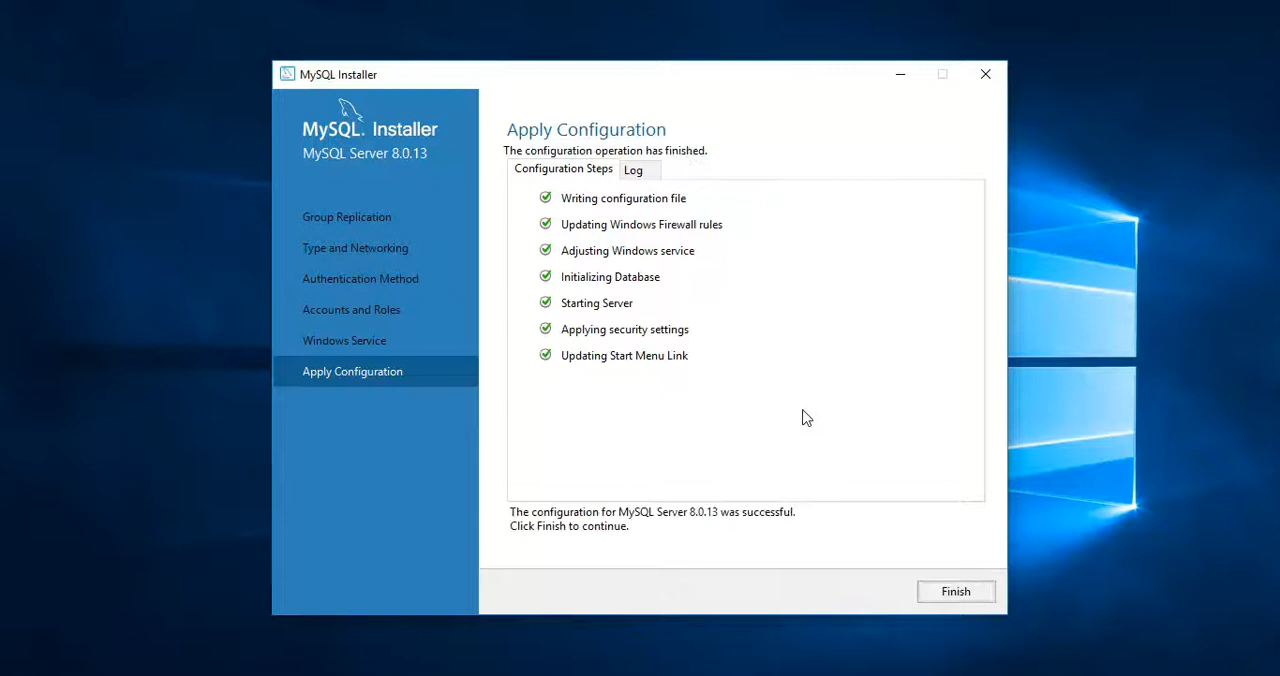 MySQL Installer
MySQL. Installer
MySQL Server 8.0.13
Group Replication
Type and Networking
Authentication Method
Accounts and Roles
Windows Service
Apply Configuration
Apply Configuration
The configuration operation has finished.
Configuration Steps Log
Writing configuration file
Updating Windows Firewall rules
Adjusting Windows service
Initializing Database
Starting Server
Applying security settings
Updating Start Menu Link
The configuration for MySQL Server 8.0.13 was successful.
Click Finish to continue.
Finish